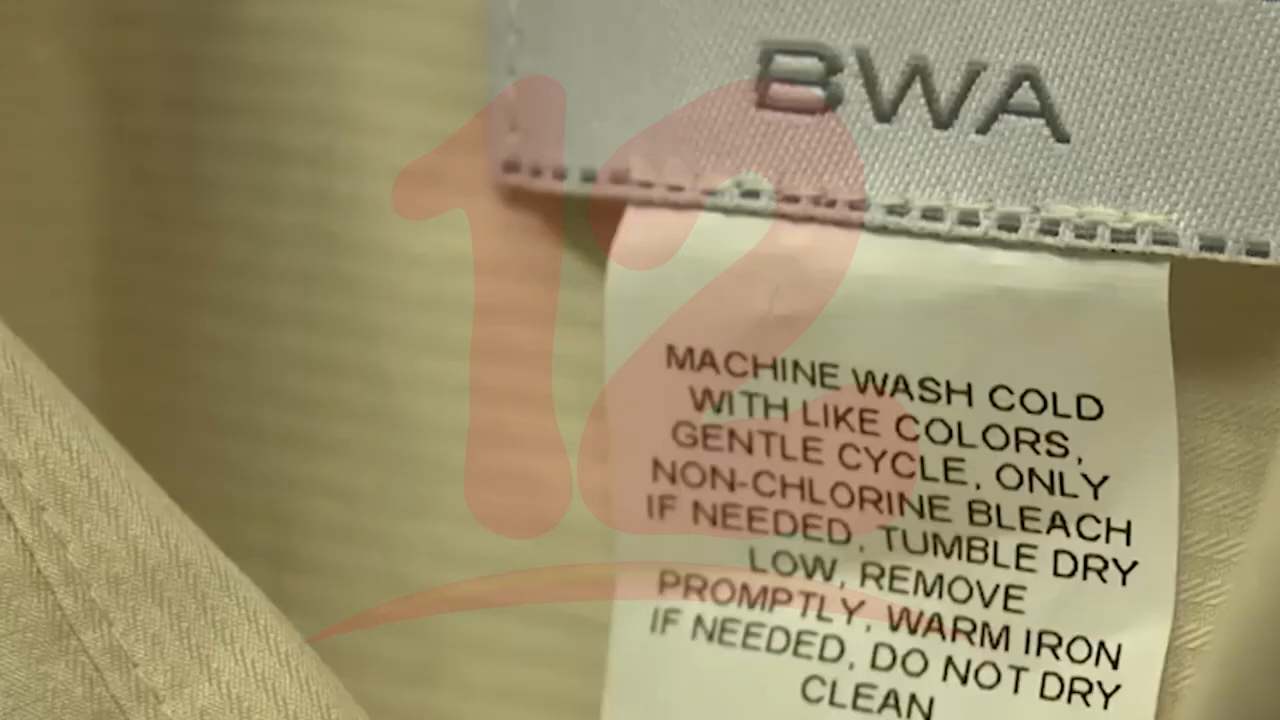 BWA
12
MACHINE WASH COLD
WITH LIKE COLORS,
GENTLE CYCLE, ONLY
NON-CHLORINE BLEACH
IF NEEDED, TUMBLE DRY
LOW, REMOVE
PROMPTLY, WARM IRON
IF NEEDED, DO NOT DRY
CLEAN